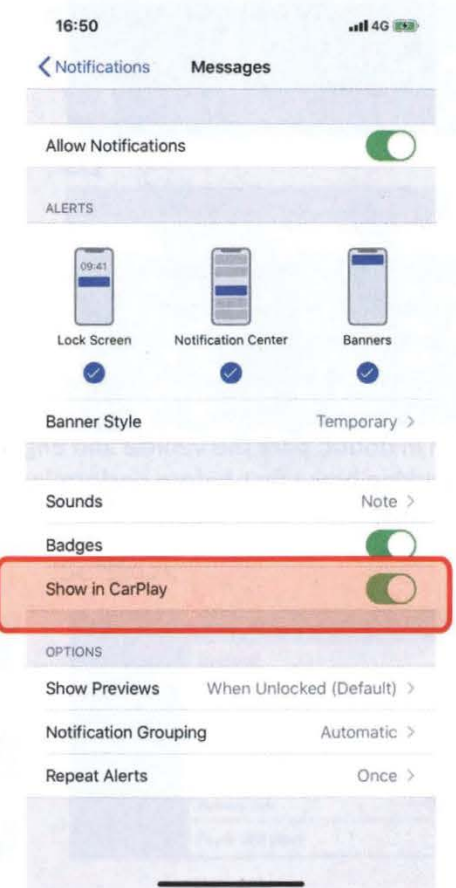 16:50 4G
Notifications Messages
Allow Notifications
ALERTS
09:41
Lock Screen Notification Center Banners
Banner Style Temporary
Sounds Note
Badges
Show in CarPlay
OPTIONS
Show Previews When Unlocked (Default)
Notification Grouping Automatic
Repeat Alerts Once